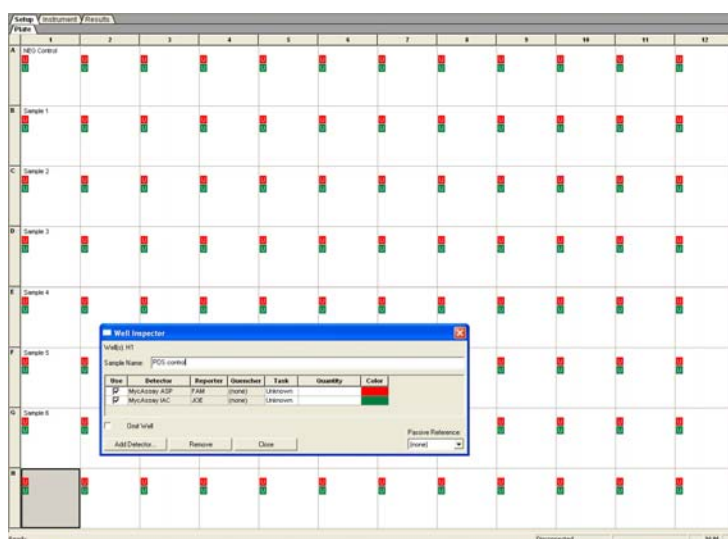 Setup Instrument Results
Plate
1 2 3 4 5 6 7 8 9 10 11 12
A NEG Control
U U U U U U U U U U U U
U U U U U U U U U U U U
B Sample 1
U U U U U U U U U U U U
U U U U U U U U U U U U
C Sample 2
U U U U U U U U U U U U
U U U U U U U U U U U U
D Sample 3
U U U U U U U U U U U U
U U U U U U U U U U U U
E Sample 4
U U U U U U U U U U U U
U U U U U U U U U U U U
Well Inspector
Well(s): H1
F Sample 5
Sample Name: POS control
Use Detector Reporter Quencher Task Quantity Color
MycAssay ASP FAM (none) Unknown
MycAssay IAC JOE (none) Unknown
G Sample 6
Omit Well
Passive Reference:
Add Detector... Remove Close (none)
H
U U U U U U U U U U U U
U U U U U U U U U U U U